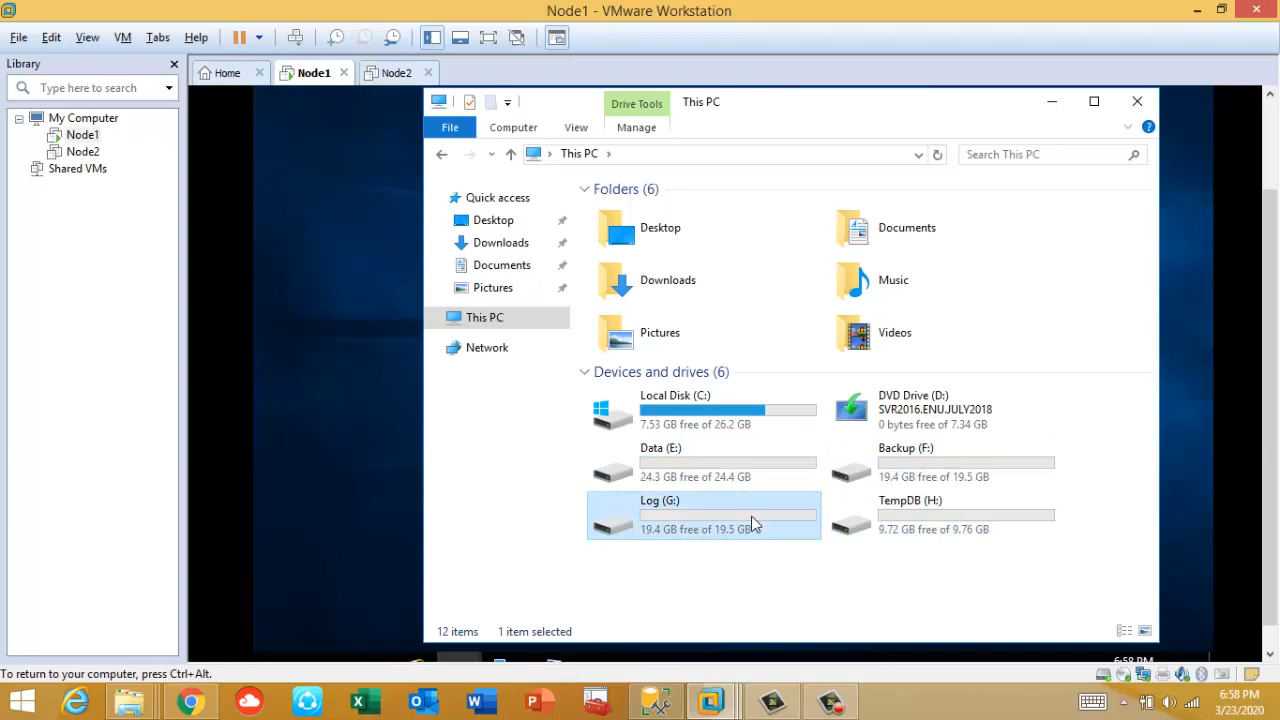 Node1 - VMware Workstation
File Edit View VM Tabs Help
Library
Type here to search
My Computer
Node1
Node2
Shared VMs
Home
Node1
Node2
Drive Tools
This PC
File
Computer
View
Manage
This PC
Search This PC
Quick access
Desktop
Downloads
Documents
Pictures
This PC
Network
Folders (6)
Desktop
Documents
Downloads
Music
Pictures
Videos
Devices and drives (6)
Local Disk (C:)
7.53 GB free of 26.2 GB
DVD Drive (D:)
SVR2016.ENU.JULY2018
0 bytes free of 7.34 GB
Data (E:)
24.3 GB free of 24.4 GB
Backup (F:)
19.4 GB free of 19.5 GB
Log (G:)
19.4 GB free of 19.5 GB
TempDB (H:)
9.72 GB free of 9.76 GB
12 items
1 item selected
6:58 PM
To return to your computer, press Ctrl+Alt.
6:58 PM
3/23/2020